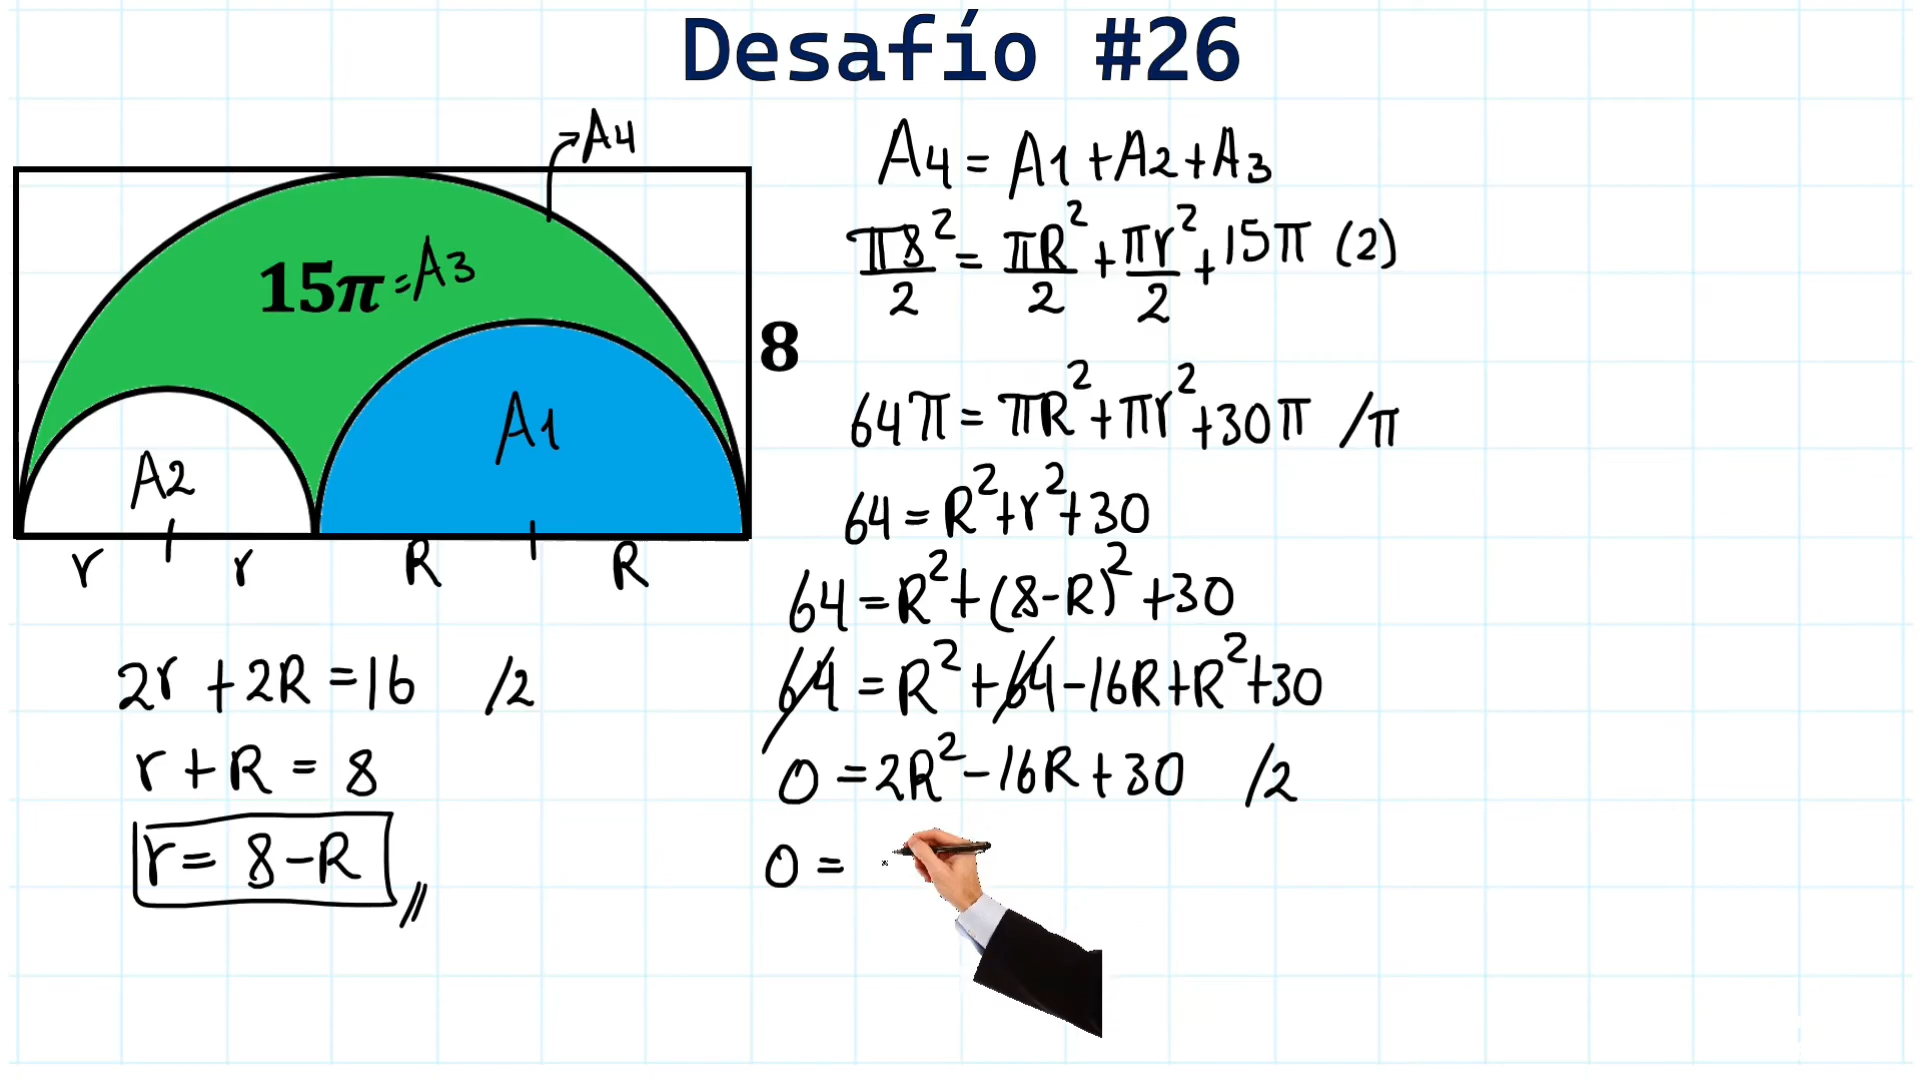 Desafío #26
A4
15π =A3
8
A1
A2
r r R R
2r + 2R = 16 /2
r + R = 8
r = 8 - R //
A4 = A1 + A2 + A3
π8²/2 = πR²/2 + πr²/2 + 15π (2)
64π = πR² + πr² + 30π /π
64 = R² + r² + 30
64 = R² + (8-R)² + 30
64 = R² + 64 - 16R + R² + 30
0 = 2R² - 16R + 30 /2
0 =